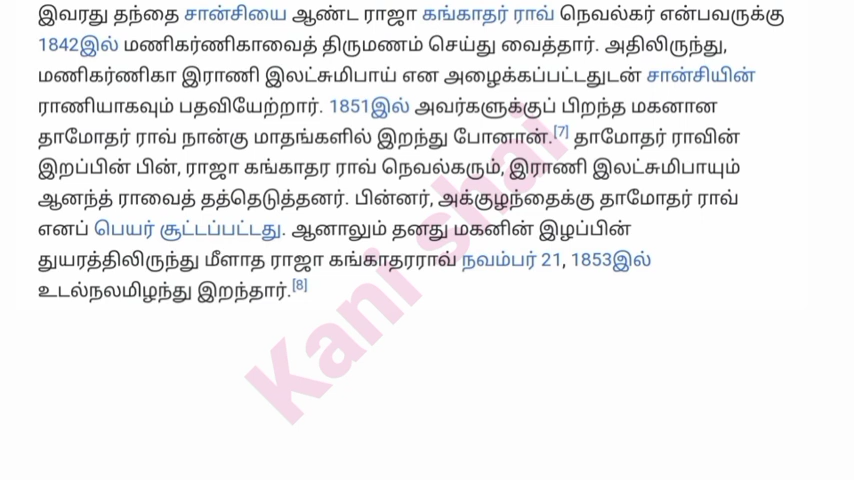 இவரது தந்தை சான்சியை ஆண்ட ராஜா கங்காதர் ராவ் நெவல்கர் என்பவருக்கு
1842இல் மணிகர்ணிகாவைத் திருமணம் செய்து வைத்தார். அதிலிருந்து,
மணிகர்ணிகா இராணி இலட்சுமிபாய் என அழைக்கப்பட்டதுடன் சான்சியின்
ராணியாகவும் பதவியேற்றார். 1851இல் அவர்களுக்குப் பிறந்த மகனான
தாமோதர் ராவ் நான்கு மாதங்களில் இறந்து போனான்.[7] தாமோதர் ராவின்
இறப்பின் பின், ராஜா கங்காதர ராவ் நெவல்கரும், இராணி இலட்சுமிபாயும்
ஆனந்த் ராவைத் தத்தெடுத்தனர். பின்னர், அக்குழந்தைக்கு தாமோதர் ராவ்
எனப் பெயர் சூட்டப்பட்டது. ஆனாலும் தனது மகனின் இழப்பின்
துயரத்திலிருந்து மீளாத ராஜா கங்காதரராவ் நவம்பர் 21, 1853இல்
உடல்நலமிழந்து இறந்தார்.[8]
Kani shai